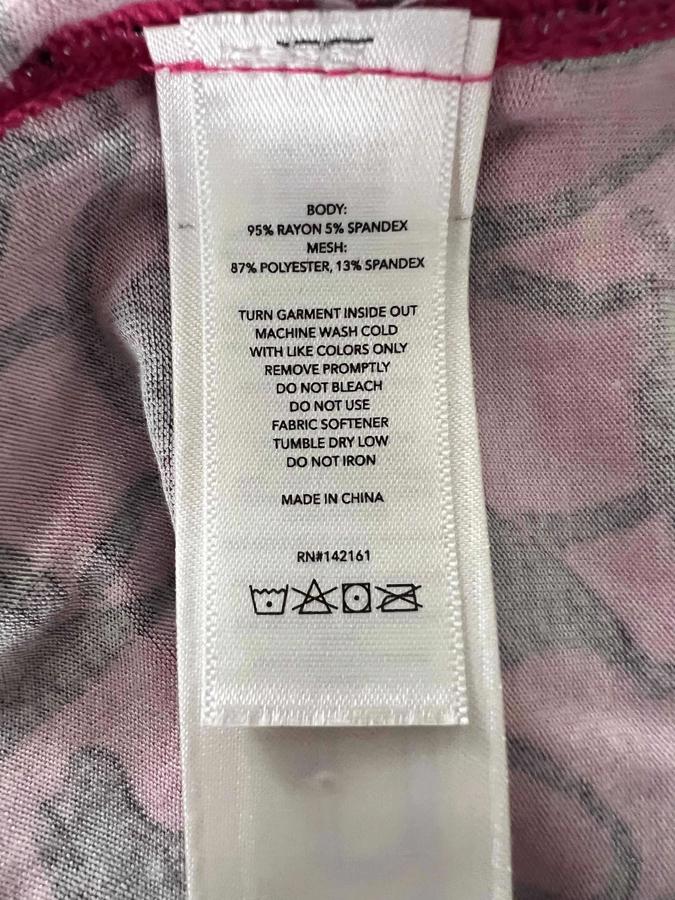 BODY:
95% RAYON 5% SPANDEX
MESH:
87% POLYESTER, 13% SPANDEX
TURN GARMENT INSIDE OUT
MACHINE WASH COLD
WITH LIKE COLORS ONLY
REMOVE PROMPTLY
DO NOT BLEACH
DO NOT USE
FABRIC SOFTENER
TUMBLE DRY LOW
DO NOT IRON
MADE IN CHINA
RN#142161